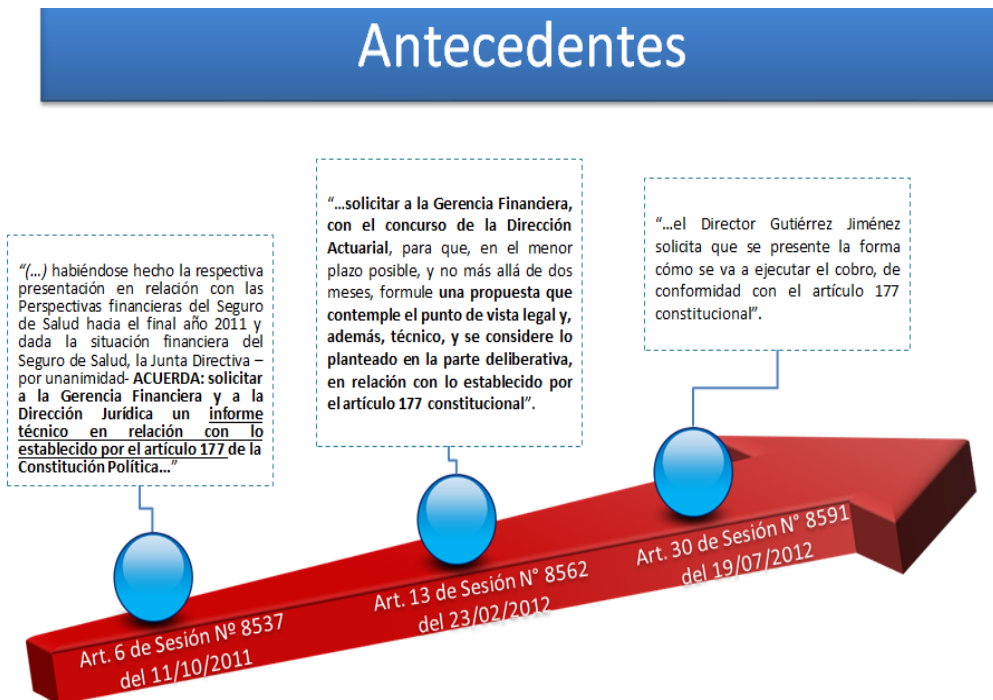 Antecedentes
“(...) habiéndose hecho la respectiva
presentación en relación con las
Perspectivas financieras del Seguro
de Salud hacia el final año 2011 y
dada la situación financiera del
Seguro de Salud, la Junta Directiva –
por unanimidad- ACUERDA: solicitar
a la Gerencia Financiera y a la
Dirección Jurídica un informe
técnico en relación con lo
establecido por el artículo 177 de la
Constitución Política...”
“...solicitar a la Gerencia Financiera,
con el concurso de la Dirección
Actuarial, para que, en el menor
plazo posible, y no más allá de dos
meses, formule una propuesta que
contemple el punto de vista legal y,
además, técnico, y se considere lo
planteado en la parte deliberativa,
en relación con lo establecido por
el artículo 177 constitucional”.
“...el Director Gutiérrez Jiménez
solicita que se presente la forma
cómo se va a ejecutar el cobro, de
conformidad con el artículo 177
constitucional”.
Art. 6 de Sesión Nº 8537
del 11/10/2011
Art. 13 de Sesión N° 8562
del 23/02/2012
Art. 30 de Sesión N° 8591
del 19/07/2012